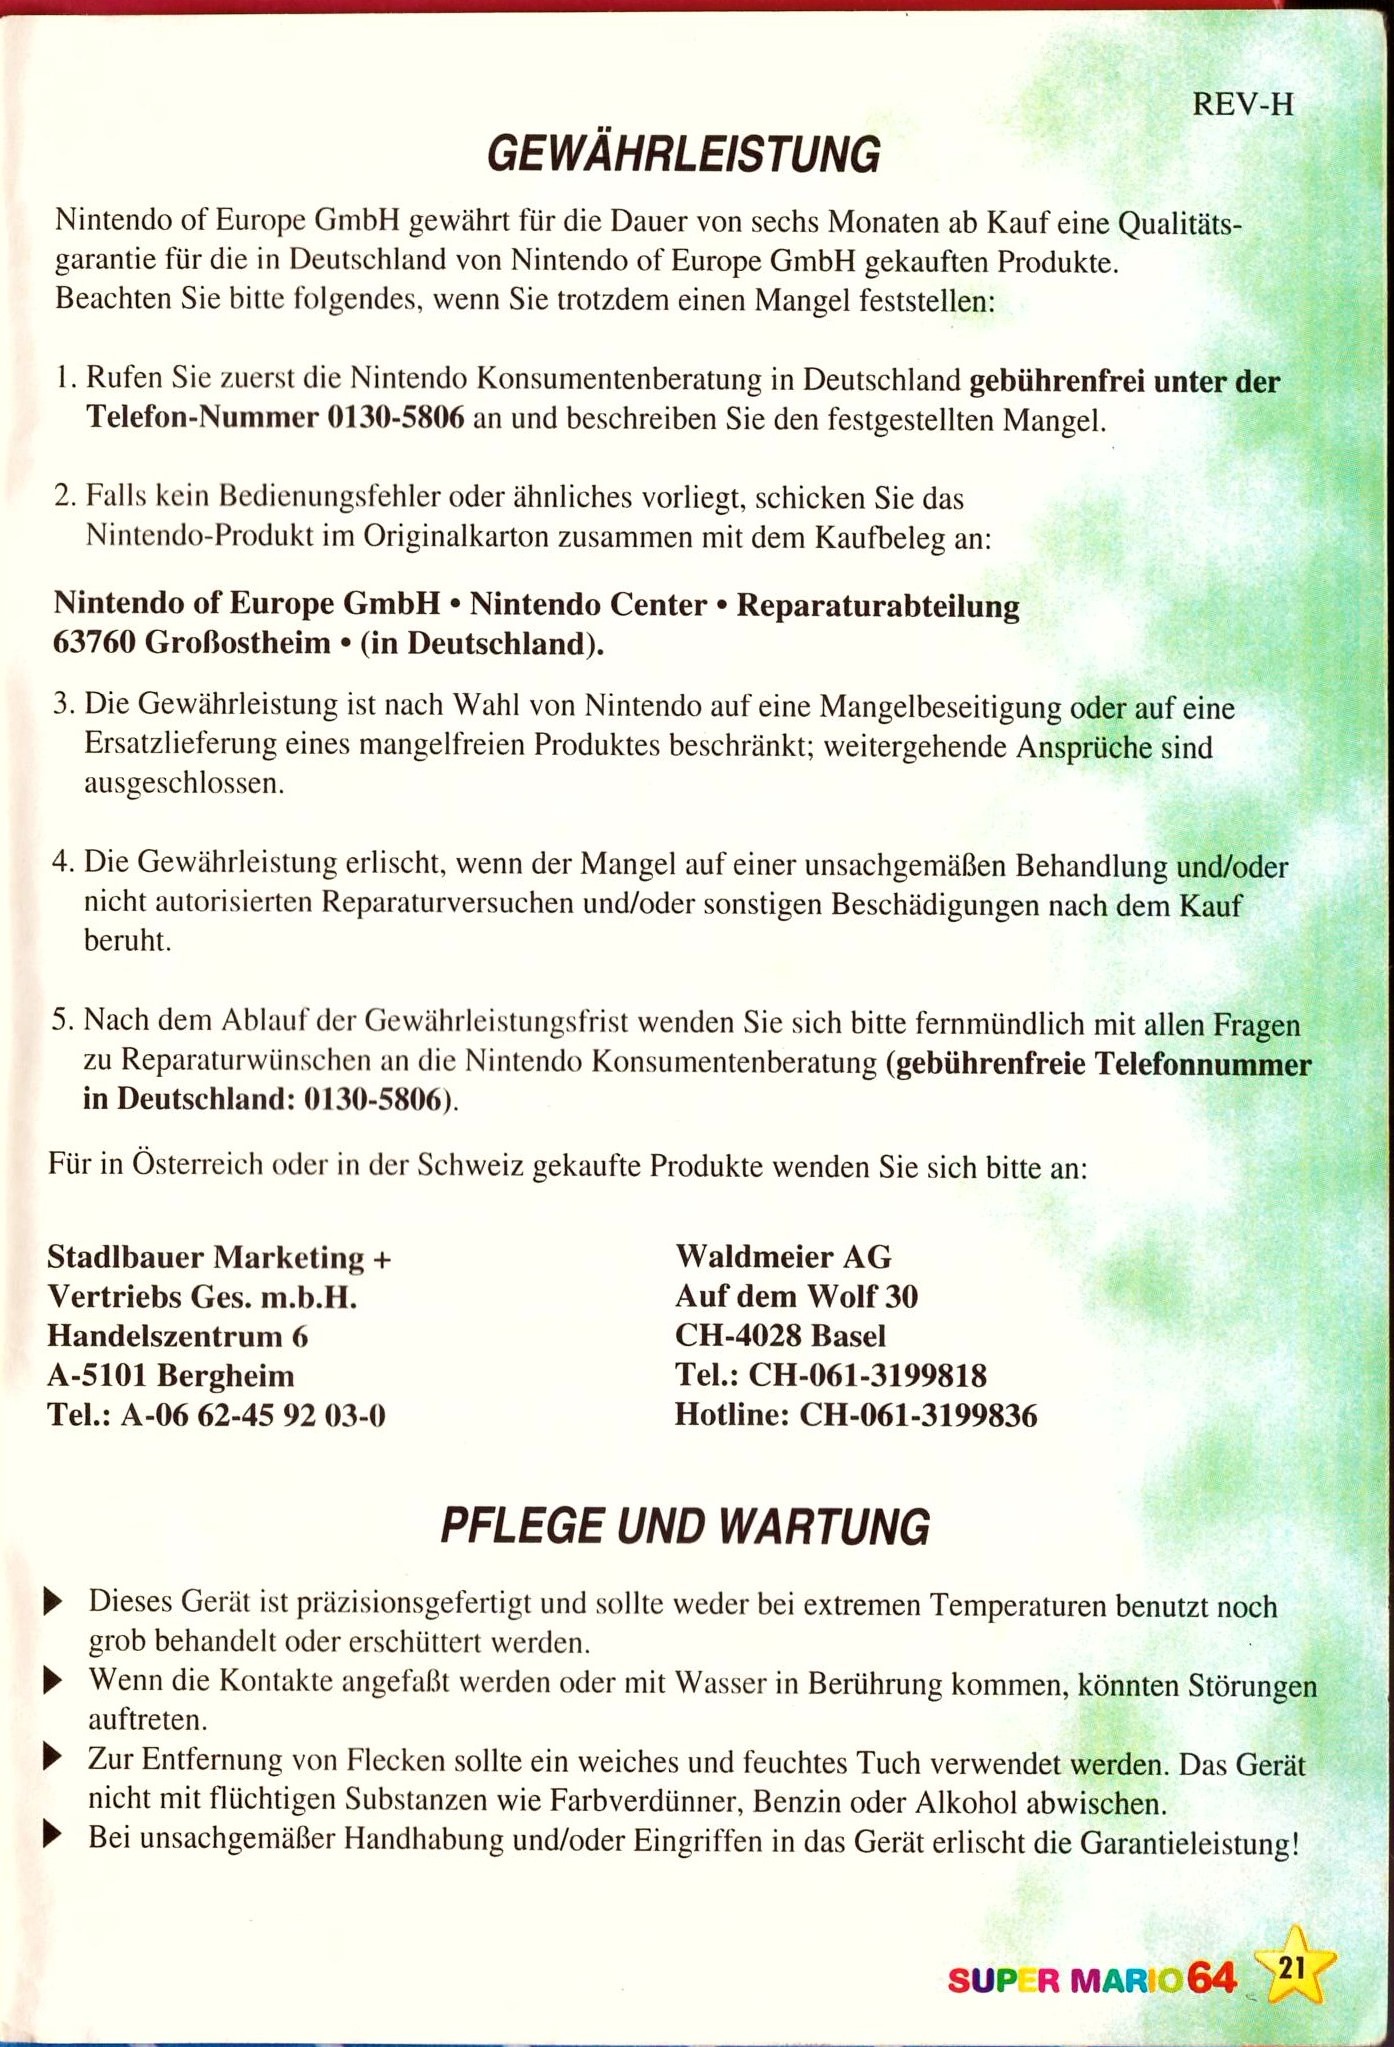 REV-H
GEWÄHRLEISTUNG
Nintendo of Europe GmbH gewährt für die Dauer von sechs Monaten ab Kauf eine Qualitäts-
garantie für die in Deutschland von Nintendo of Europe GmbH gekauften Produkte.
Beachten Sie bitte folgendes, wenn Sie trotzdem einen Mangel feststellen:
1. Rufen Sie zuerst die Nintendo Konsumentenberatung in Deutschland gebührenfrei unter der
Telefon-Nummer 0130-5806 an und beschreiben Sie den festgestellten Mangel.
2. Falls kein Bedienungsfehler oder ähnliches vorliegt, schicken Sie das
Nintendo-Produkt im Originalkarton zusammen mit dem Kaufbeleg an:
Nintendo of Europe GmbH • Nintendo Center • Reparaturabteilung
63760 Großostheim • (in Deutschland).
3. Die Gewährleistung ist nach Wahl von Nintendo auf eine Mangelbeseitigung oder auf eine
Ersatzlieferung eines mangelfreien Produktes beschränkt; weitergehende Ansprüche sind
ausgeschlossen.
4. Die Gewährleistung erlischt, wenn der Mangel auf einer unsachgemäßen Behandlung und/oder
nicht autorisierten Reparaturversuchen und/oder sonstigen Beschädigungen nach dem Kauf
beruht.
5. Nach dem Ablauf der Gewährleistungsfrist wenden Sie sich bitte fernmündlich mit allen Fragen
zu Reparaturwünschen an die Nintendo Konsumentenberatung (gebührenfreie Telefonnummer
in Deutschland: 0130-5806).
Für in Österreich oder in der Schweiz gekaufte Produkte wenden Sie sich bitte an:
Stadlbauer Marketing +
Vertriebs Ges. m.b.H.
Handelszentrum 6
A-5101 Bergheim
Tel.: A-06 62-45 92 03-0
Waldmeier AG
Auf dem Wolf 30
CH-4028 Basel
Tel.: CH-061-3199818
Hotline: CH-061-3199836
PFLEGE UND WARTUNG
Dieses Gerät ist präzisionsgefertigt und sollte weder bei extremen Temperaturen benutzt noch
grob behandelt oder erschüttert werden.
Wenn die Kontakte angefaßt werden oder mit Wasser in Berührung kommen, könnten Störungen
auftreten.
Zur Entfernung von Flecken sollte ein weiches und feuchtes Tuch verwendet werden. Das Gerät
nicht mit flüchtigen Substanzen wie Farbverdünner, Benzin oder Alkohol abwischen.
Bei unsachgemäßer Handhabung und/oder Eingriffen in das Gerät erlischt die Garantieleistung!
SUPER MARIO 64 21